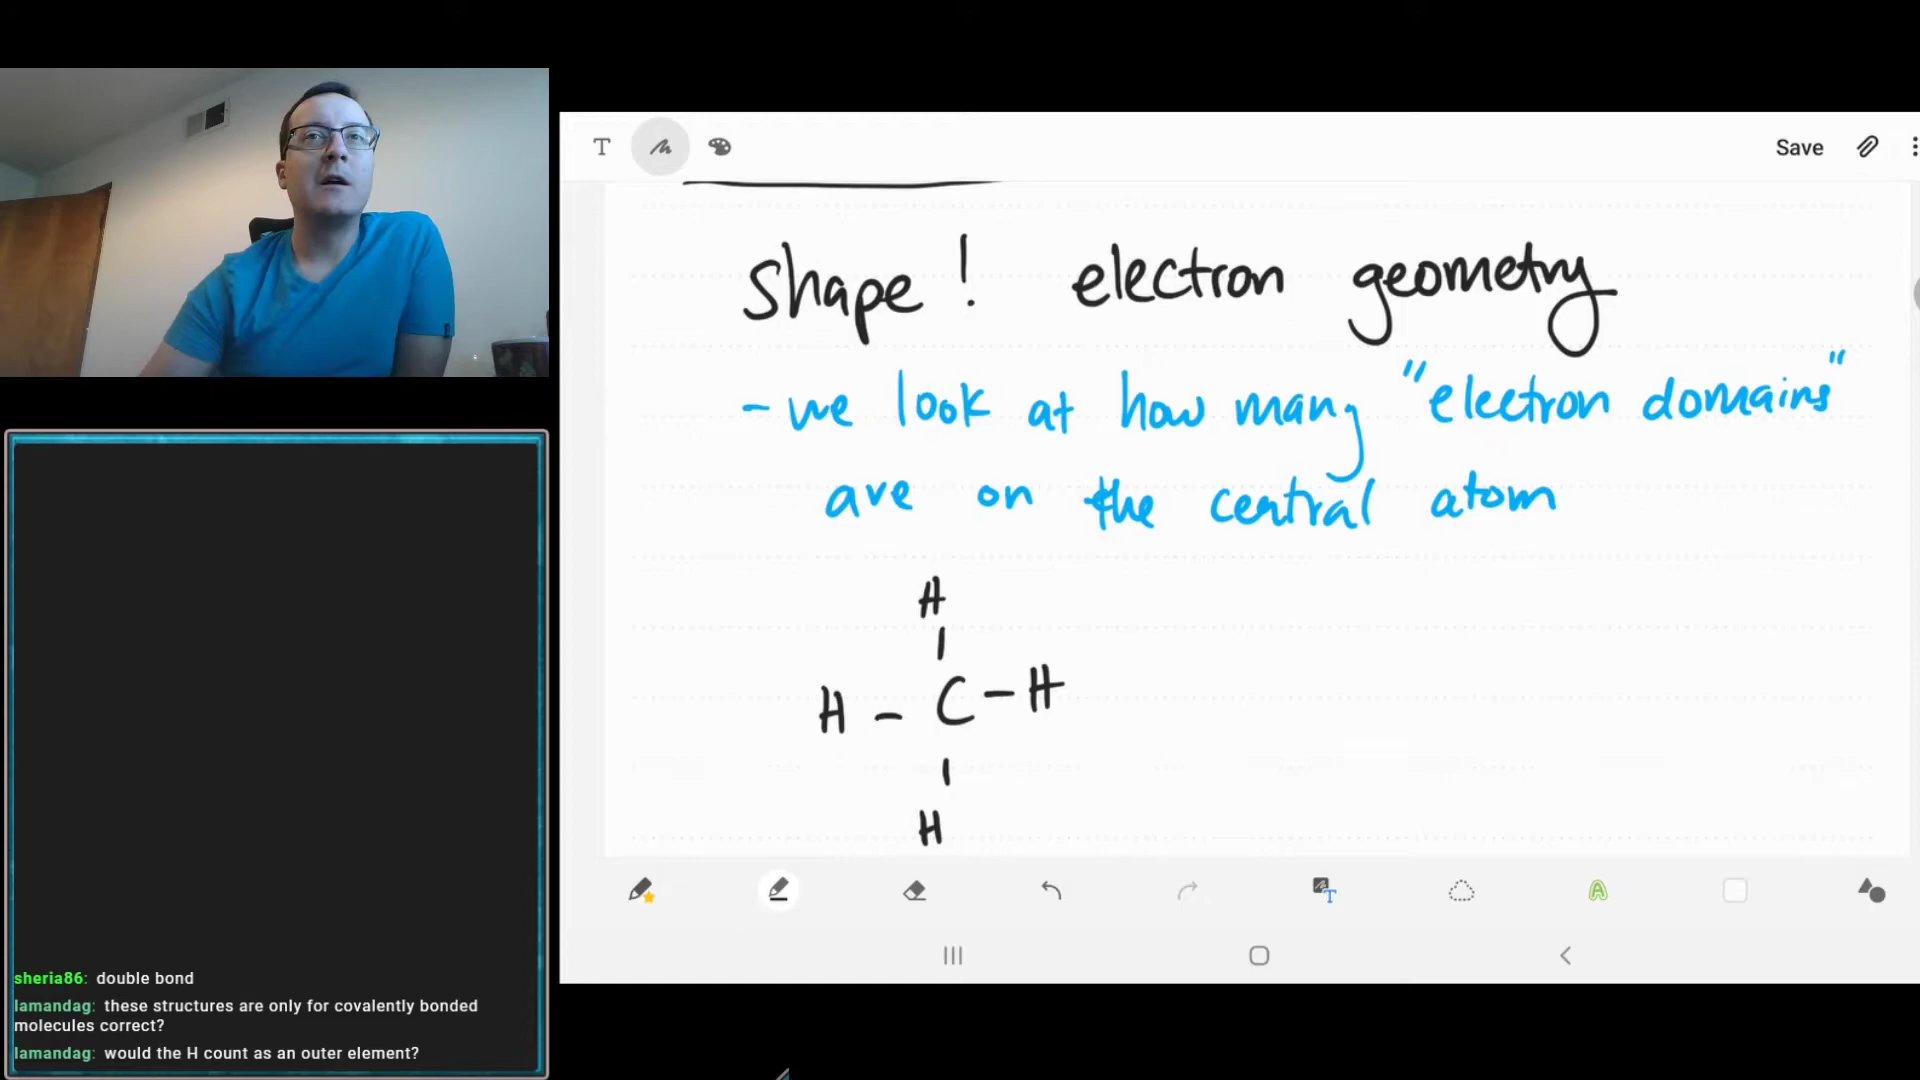 T
Save
Shape! electron geometry
- we look at how many "electron domains"
are on the central atom
H
H - C - H
H
sheria86: double bond
lamandag: these structures are only for covalently bonded
molecules correct?
lamandag: would the H count as an outer element?